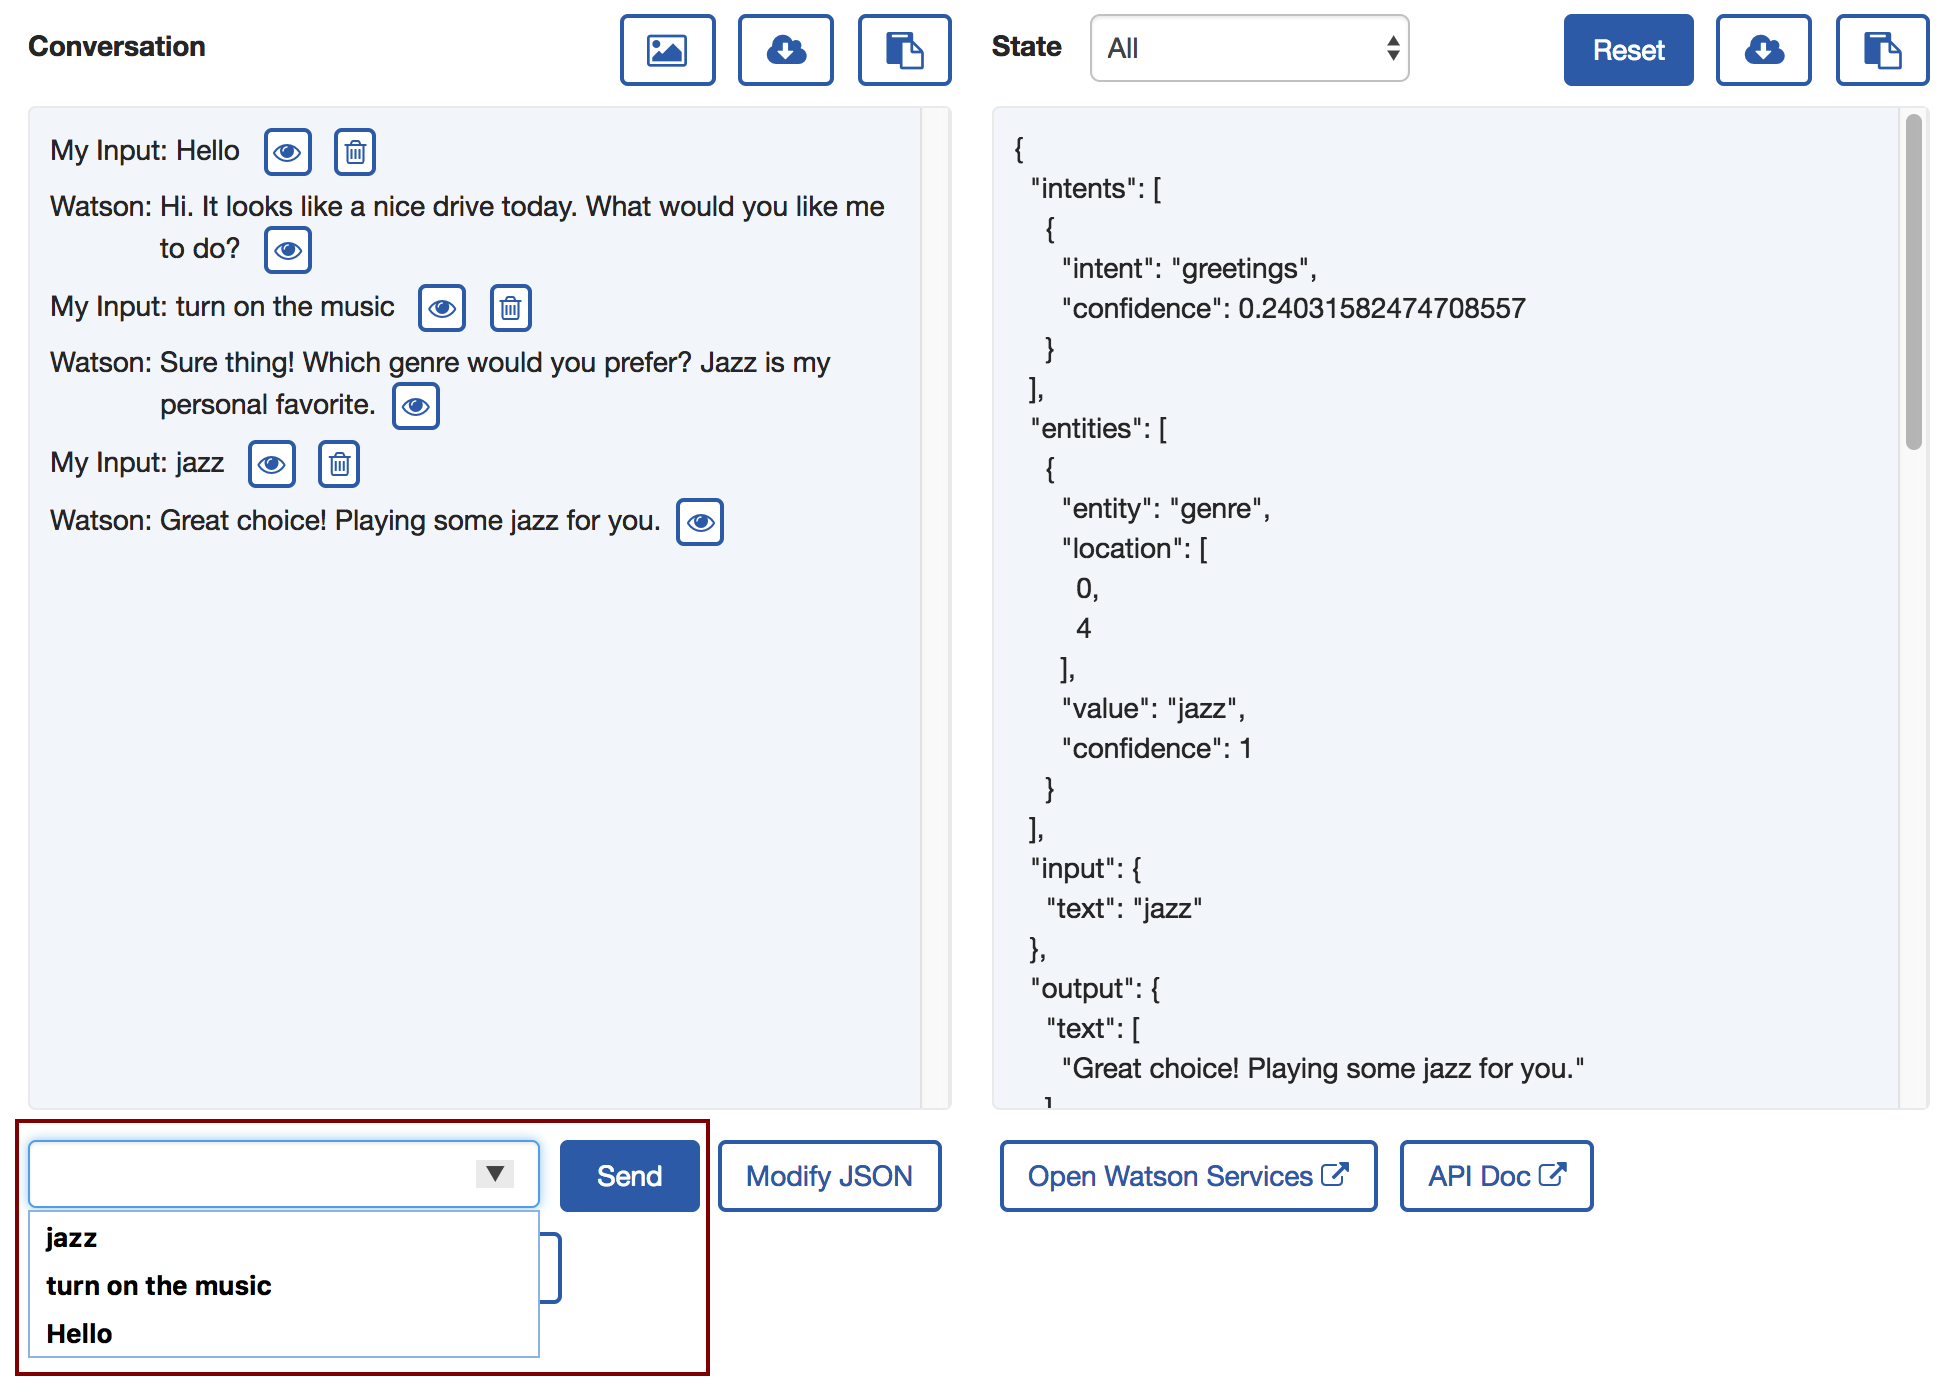 Conversation
My Input: Hello
Watson: Hi. It looks like a nice drive today. What would you like me
to do?
My Input: turn on the music
Watson: Sure thing! Which genre would you prefer? Jazz is my
personal favorite.
My Input: jazz
Watson: Great choice! Playing some jazz for you.
State
All
Reset
{
"intents": [
{
"intent": "greetings",
"confidence": 0.24031582474708557
}
],
"entities": [
{
"entity": "genre",
"location": [
0,
4
],
"value": "jazz",
"confidence": 1
}
],
"input": {
"text": "jazz"
},
"output": {
"text": [
"Great choice! Playing some jazz for you."
]
Send
Modify JSON
Open Watson Services
API Doc
jazz
turn on the music
Hello